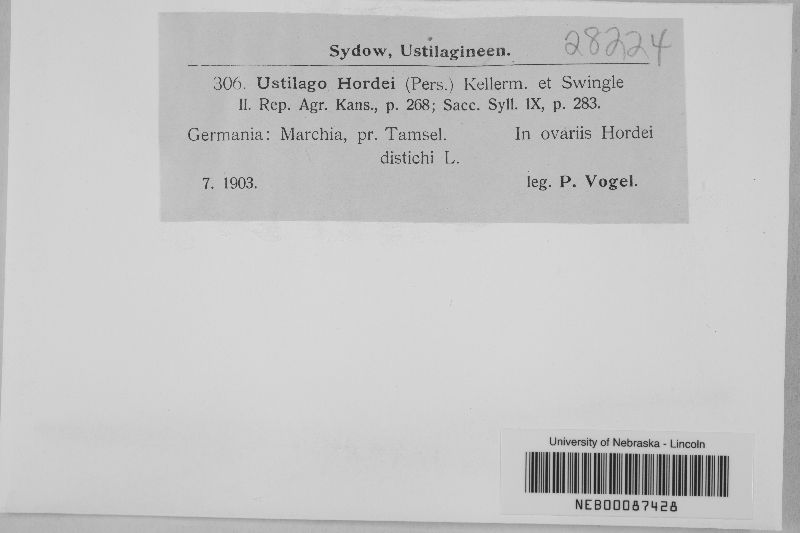 28224
Sydow, Ustilagineen.
306. Ustilago Hordei (Pers.) Kellerm. et Swingle
II. Rep. Agr. Kans., p. 268; Sacc. Syll. IX, p. 283.
Germania: Marchia, pr. Tamsel. In ovariis Hordei
distichi L.
7. 1903. leg. P. Vogel.
University of Nebraska - Lincoln
NEB00087428